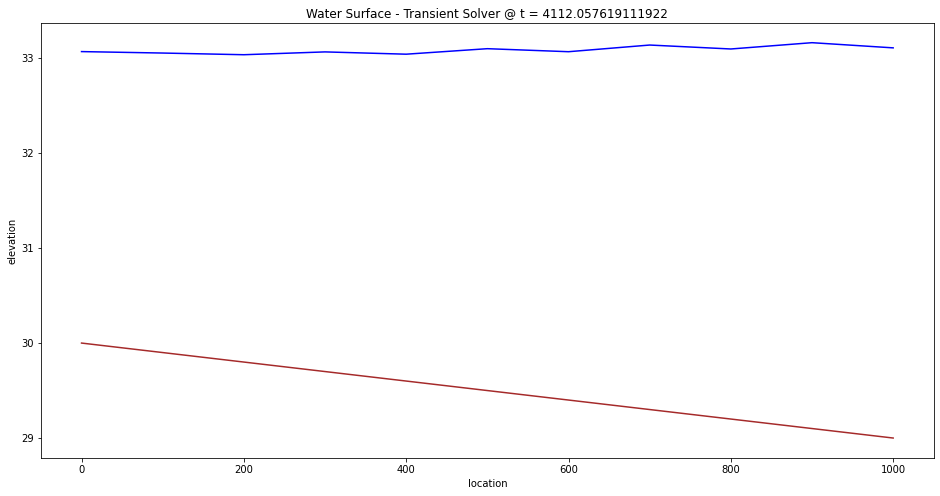 Water Surface - Transient Solver @ t = 4112.057619111922
33
32
31
30
29
elevation
0 200 400 600 800 1000
location